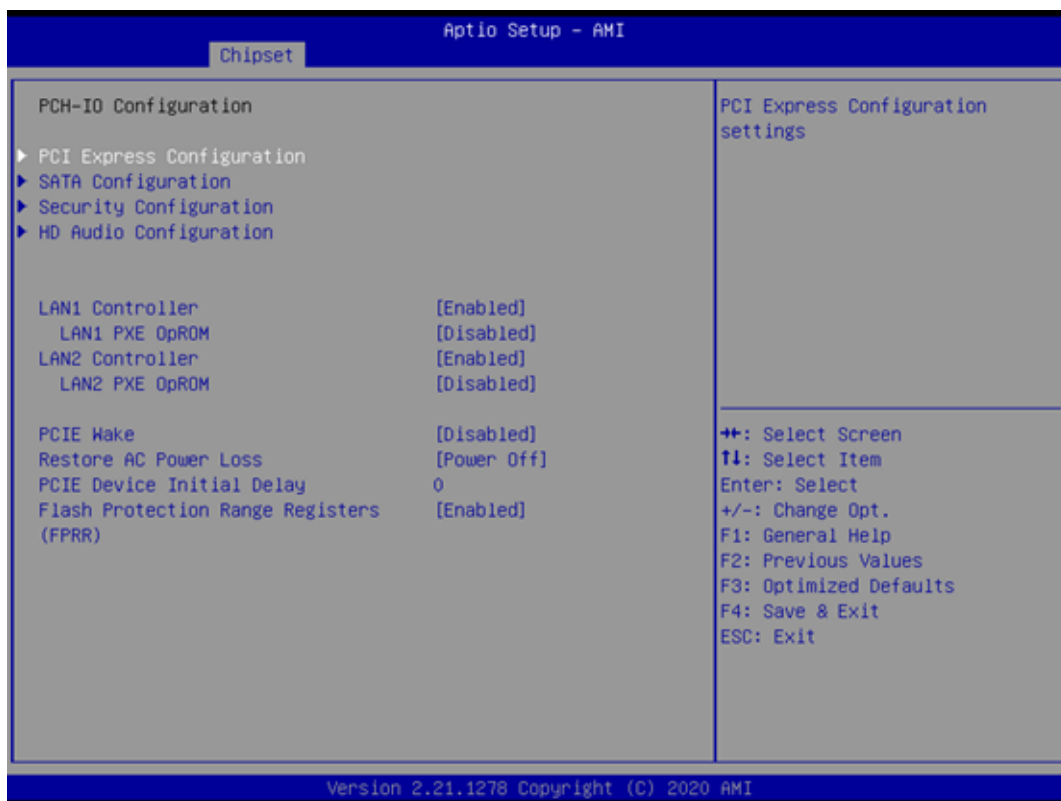 Aptio Setup – AMI
Chipset
PCH-IO Configuration
PCI Express Configuration
SATA Configuration
Security Configuration
HD Audio Configuration
LAN1 Controller [Enabled]
LAN1 PXE OpROM [Disabled]
LAN2 Controller [Enabled]
LAN2 PXE OpROM [Disabled]
PCIE Wake [Disabled]
Restore AC Power Loss [Power Off]
PCIE Device Initial Delay 0
Flash Protection Range Registers [Enabled]
(FPRR)
PCI Express Configuration
settings
→←: Select Screen
↑↓: Select Item
Enter: Select
+/-: Change Opt.
F1: General Help
F2: Previous Values
F3: Optimized Defaults
F4: Save & Exit
ESC: Exit
Version 2.21.1278 Copyright (C) 2020 AMI